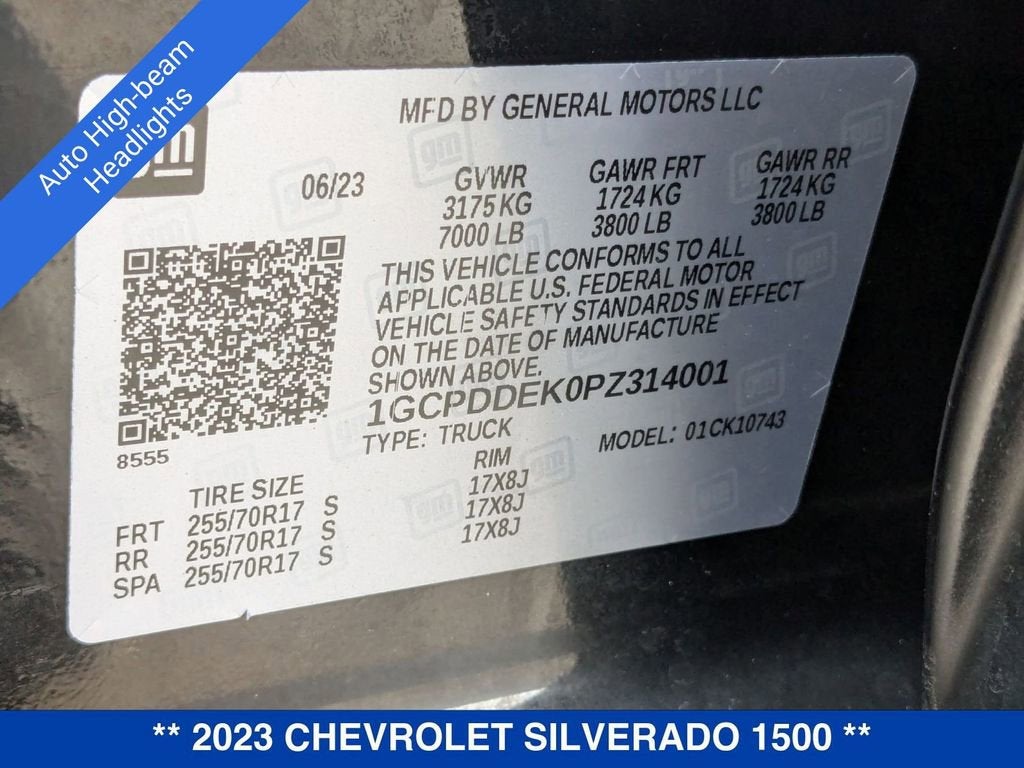 Auto High-beam
Headlights
gm
MFD BY GENERAL MOTORS LLC
06/23
GVWR GAWR FRT GAWR RR
3175 KG 1724 KG 1724 KG
7000 LB 3800 LB 3800 LB
THIS VEHICLE CONFORMS TO ALL
APPLICABLE U.S. FEDERAL MOTOR
VEHICLE SAFETY STANDARDS IN EFFECT
ON THE DATE OF MANUFACTURE
SHOWN ABOVE.
1GCPDDEK0PZ314001
TYPE: TRUCK MODEL: 01CK10743
8555
TIRE SIZE RIM
FRT 255/70R17 S 17X8J
RR 255/70R17 S 17X8J
SPA 255/70R17 S 17X8J
** 2023 CHEVROLET SILVERADO 1500 **